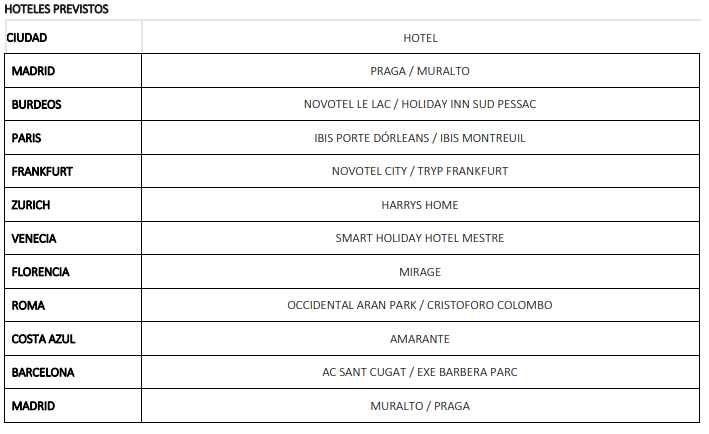 HOTELES PREVISTOS
CIUDAD HOTEL
MADRID PRAGA / MURALTO
BURDEOS NOVOTEL LE LAC / HOLIDAY INN SUD PESSAC
PARIS IBIS PORTE DÓRLEANS / IBIS MONTREUIL
FRANKFURT NOVOTEL CITY / TRYP FRANKFURT
ZURICH HARRYS HOME
VENECIA SMART HOLIDAY HOTEL MESTRE
FLORENCIA MIRAGE
ROMA OCCIDENTAL ARAN PARK / CRISTOFORO COLOMBO
COSTA AZUL AMARANTE
BARCELONA AC SANT CUGAT / EXE BARBERA PARC
MADRID MURALTO / PRAGA